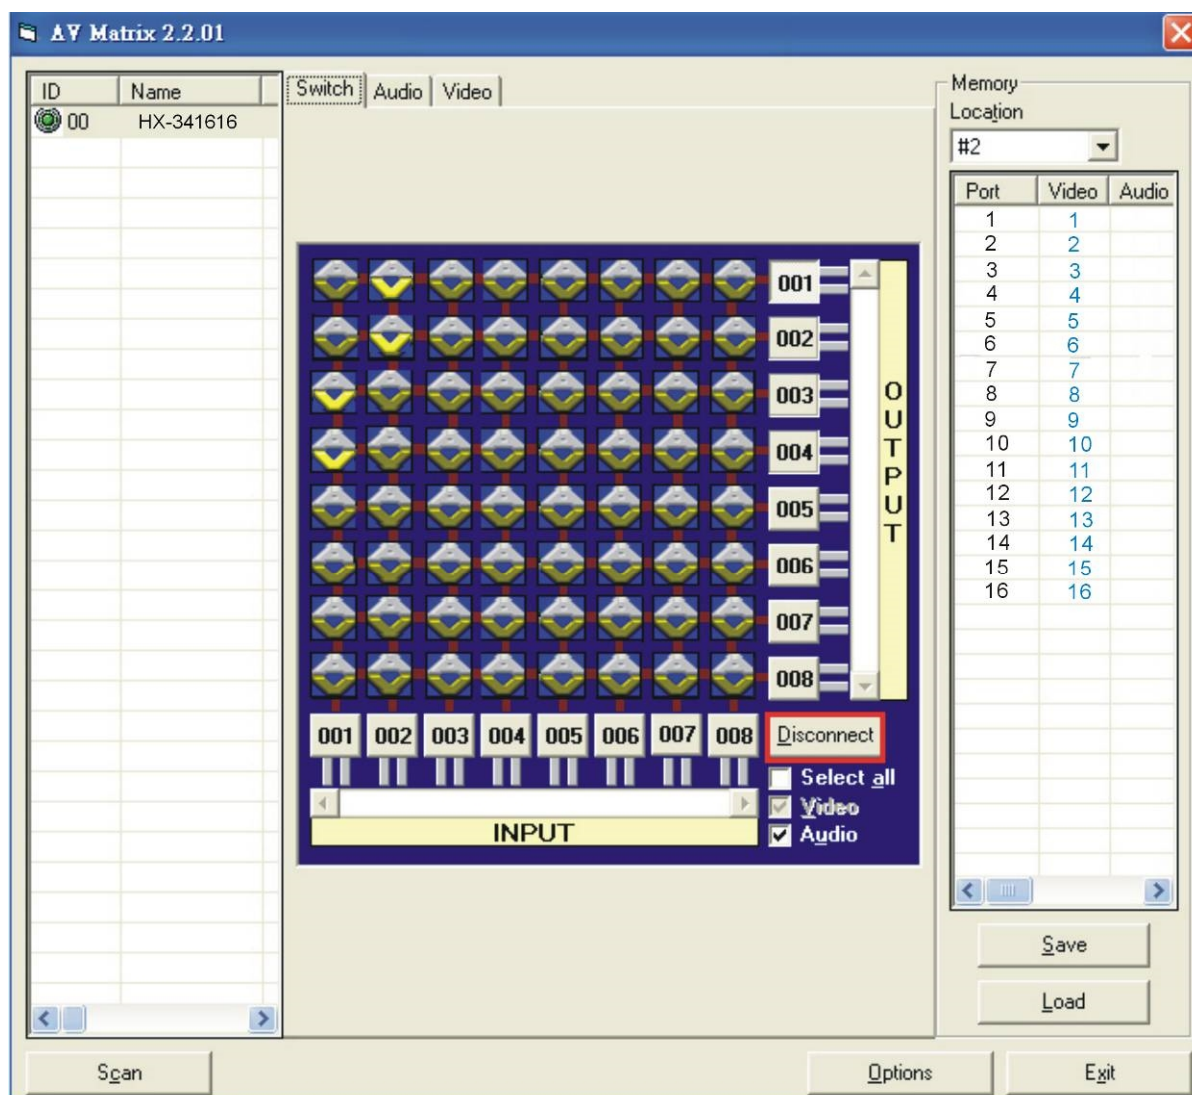 AV Matrix 2.2.01
ID Name
00 HX-341616
Switch Audio Video
001
002
003
004
005
006
007
008
OUTPUT
001 002 003 004 005 006 007 008
Disconnect
Select all
Video
Audio
INPUT
Memory
Location
#2
Port Video Audio
1 1
2 2
3 3
4 4
5 5
6 6
7 7
8 8
9 9
10 10
11 11
12 12
13 13
14 14
15 15
16 16
Save
Load
Scan
Options
Exit